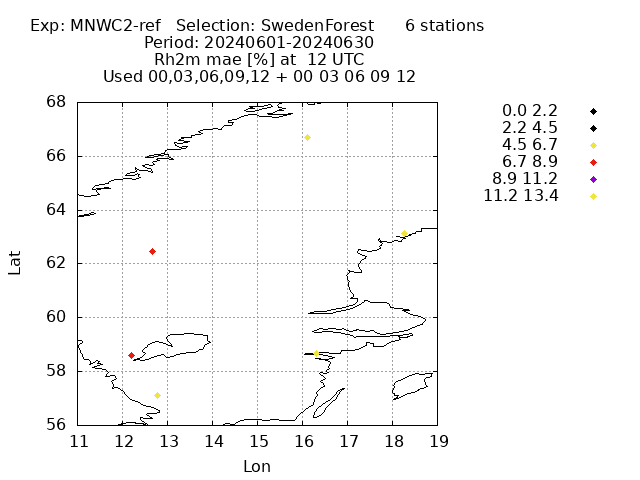 Exp: MNWC2-ref   Selection: SwedenForest      6 stations
Period: 20240601-20240630
Rh2m mae [%] at  12 UTC
Used 00,03,06,09,12 + 00 03 06 09 12
0.0 2.2
2.2 4.5
4.5 6.7
6.7 8.9
8.9 11.2
11.2 13.4
68
66
64
62
60
58
56
Lat
11 12 13 14 15 16 17 18 19
Lon